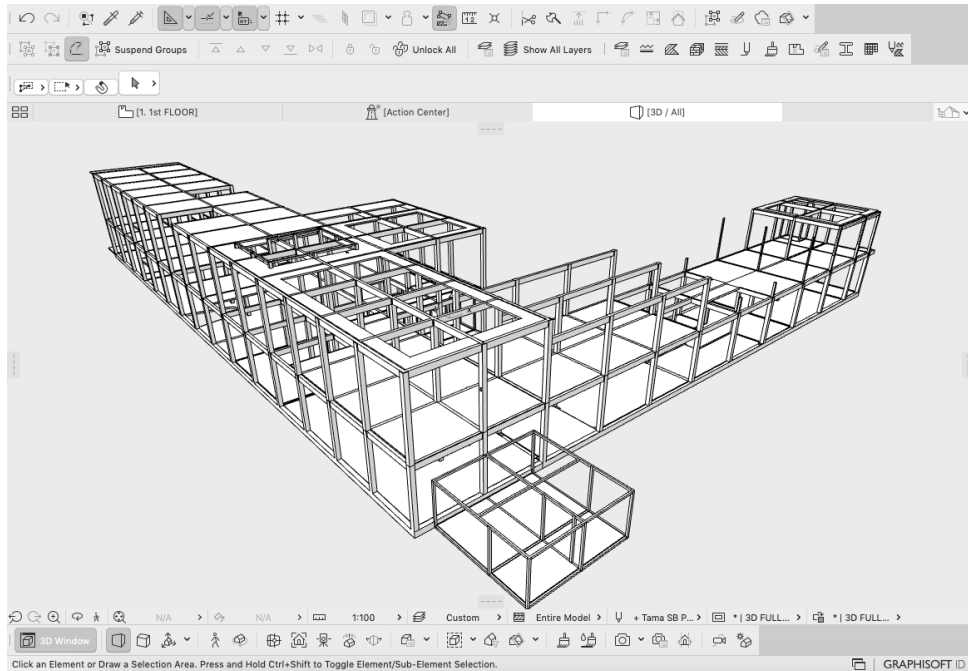 Suspend Groups
Unlock All
Show All Layers
[1. 1st FLOOR]
[Action Center]
[3D / All]
N/A
N/A
1:100
Custom
Entire Model
+ Tama SB P...
* | 3D FULL...
* | 3D FULL...
3D Window
Click an Element or Draw a Selection Area. Press and Hold Ctrl+Shift to Toggle Element/Sub-Element Selection.
GRAPHISOFT ID